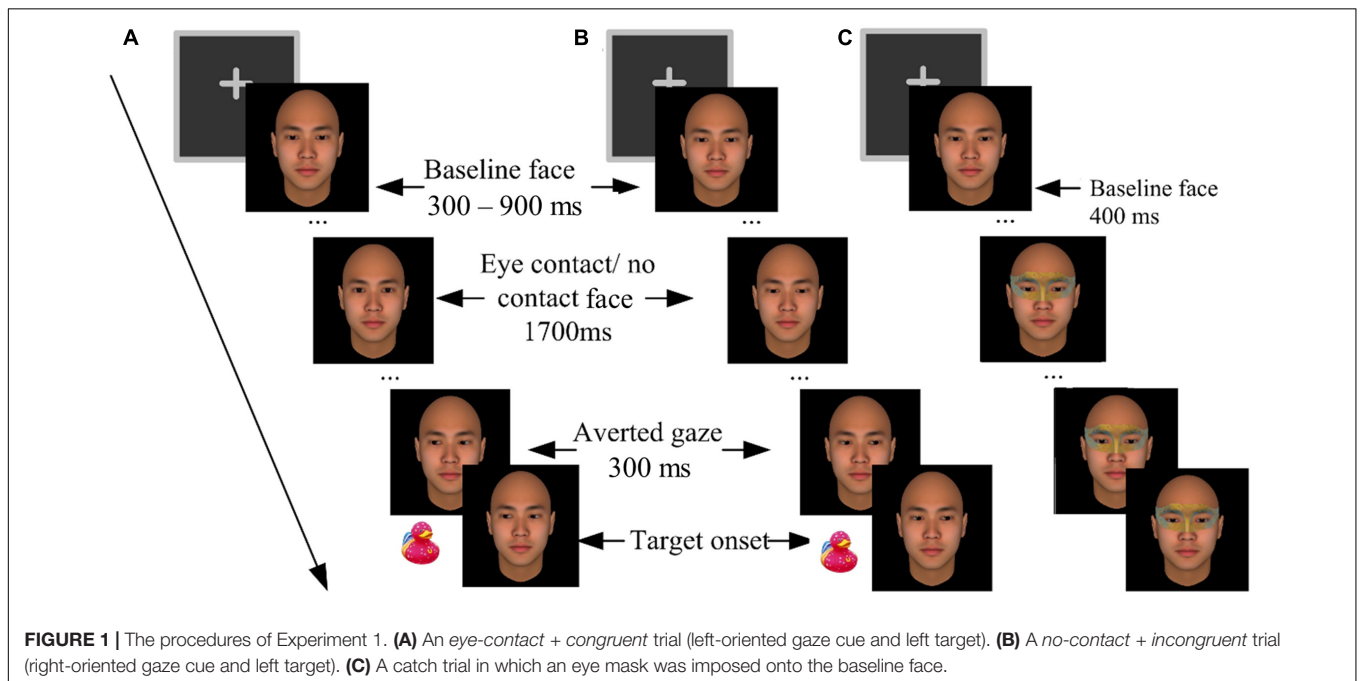 A
B
C
Baseline face
300 – 900 ms
Baseline face
400 ms
...
...
...
Eye contact/ no
contact face
1700ms
...
...
...
Averted gaze
300 ms
Target onset
FIGURE 1 | The procedures of Experiment 1. (A) An eye-contact + congruent trial (left-oriented gaze cue and left target). (B) A no-contact + incongruent trial
(right-oriented gaze cue and left target). (C) A catch trial in which an eye mask was imposed onto the baseline face.